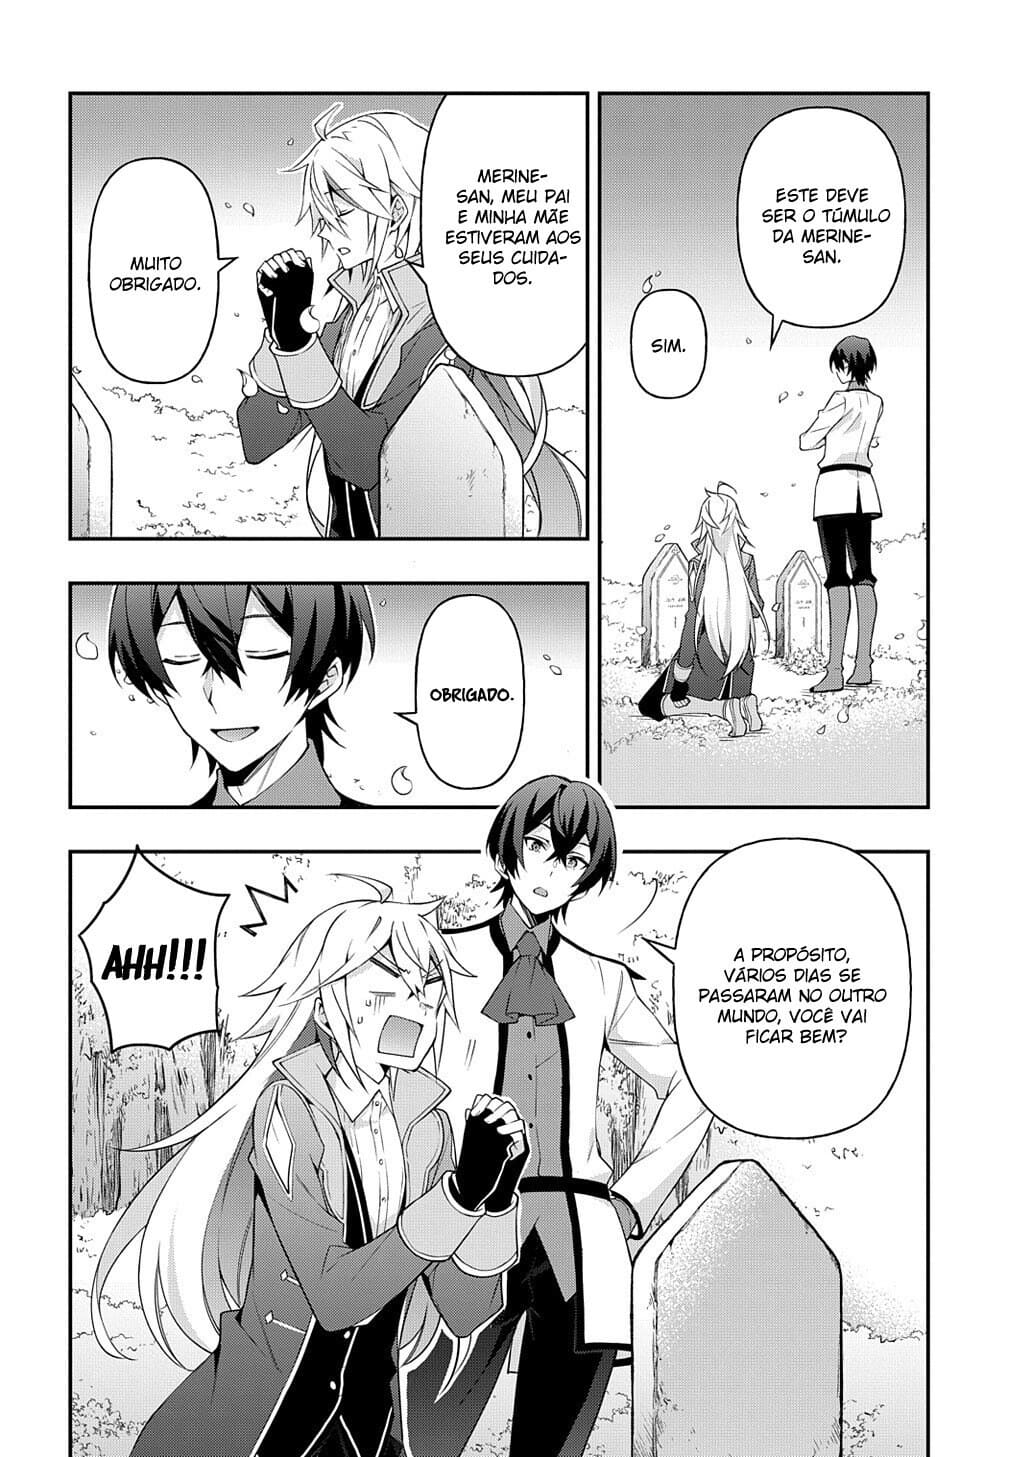 ESTE DEVE
SER O TÚMULO
DA MERINE-
SAN.
SIM.
MERINE-
SAN, MEU PAI
E MINHA MÃE
ESTIVERAM AOS
SEUS CUIDA-
DOS.
MUITO
OBRIGADO.
OBRIGADO.
A PROPÓSITO,
VÁRIOS DIAS SE
PASSARAM NO OUTRO
MUNDO, VOCÊ VAI
FICAR BEM?
AHH!!!